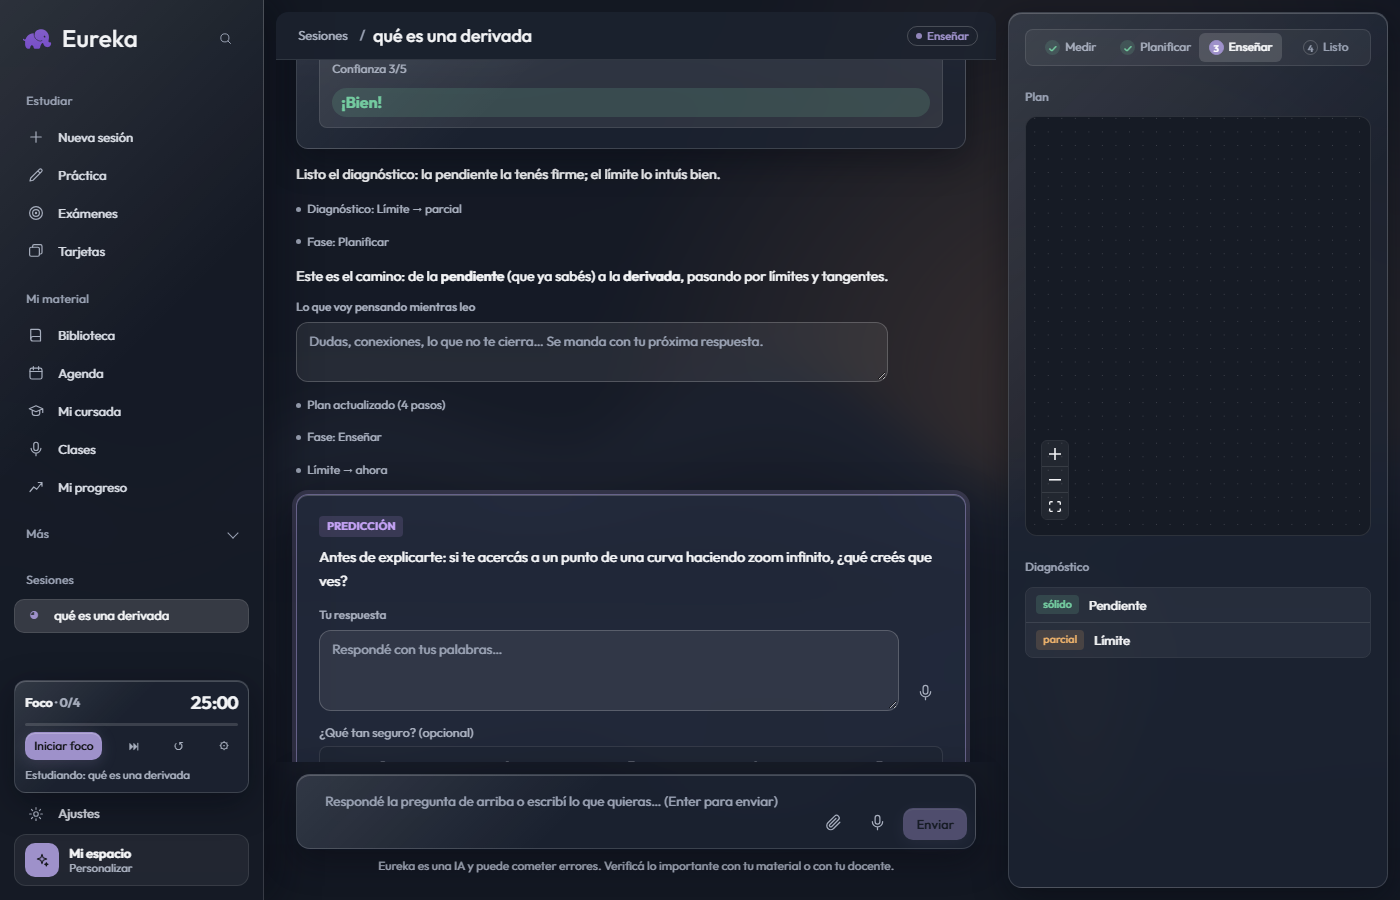 Eureka
Estudiar
Nueva sesión
Práctica
Exámenes
Tarjetas
Mi material
Biblioteca
Agenda
Mi cursada
Clases
Mi progreso
Más
Sesiones
qué es una derivada
Foco · 0/4
25:00
Iniciar foco
Estudiando: qué es una derivada
Ajustes
Mi espacio
Personalizar
Sesiones / qué es una derivada
Enseñar
Confianza 3/5
¡Bien!
Listo el diagnóstico: la pendiente la tenés firme; el límite lo intuís bien.
Diagnóstico: Límite → parcial
Fase: Planificar
Este es el camino: de la pendiente (que ya sabés) a la derivada, pasando por límites y tangentes.
Lo que voy pensando mientras leo
Dudas, conexiones, lo que no te cierra... Se manda con tu próxima respuesta.
Plan actualizado (4 pasos)
Fase: Enseñar
Límite → ahora
PREDICCIÓN
Antes de explicarte: si te acercás a un punto de una curva haciendo zoom infinito, ¿qué creés que
ves?
Tu respuesta
Respondé con tus palabras...
¿Qué tan seguro? (opcional)
Respondé la pregunta de arriba o escribí lo que quieras... (Enter para enviar)
Enviar
Eureka es una IA y puede cometer errores. Verificá lo importante con tu material o con tu docente.
Medir
Planificar
3 Enseñar
4 Listo
Plan
Diagnóstico
sólido Pendiente
parcial Límite